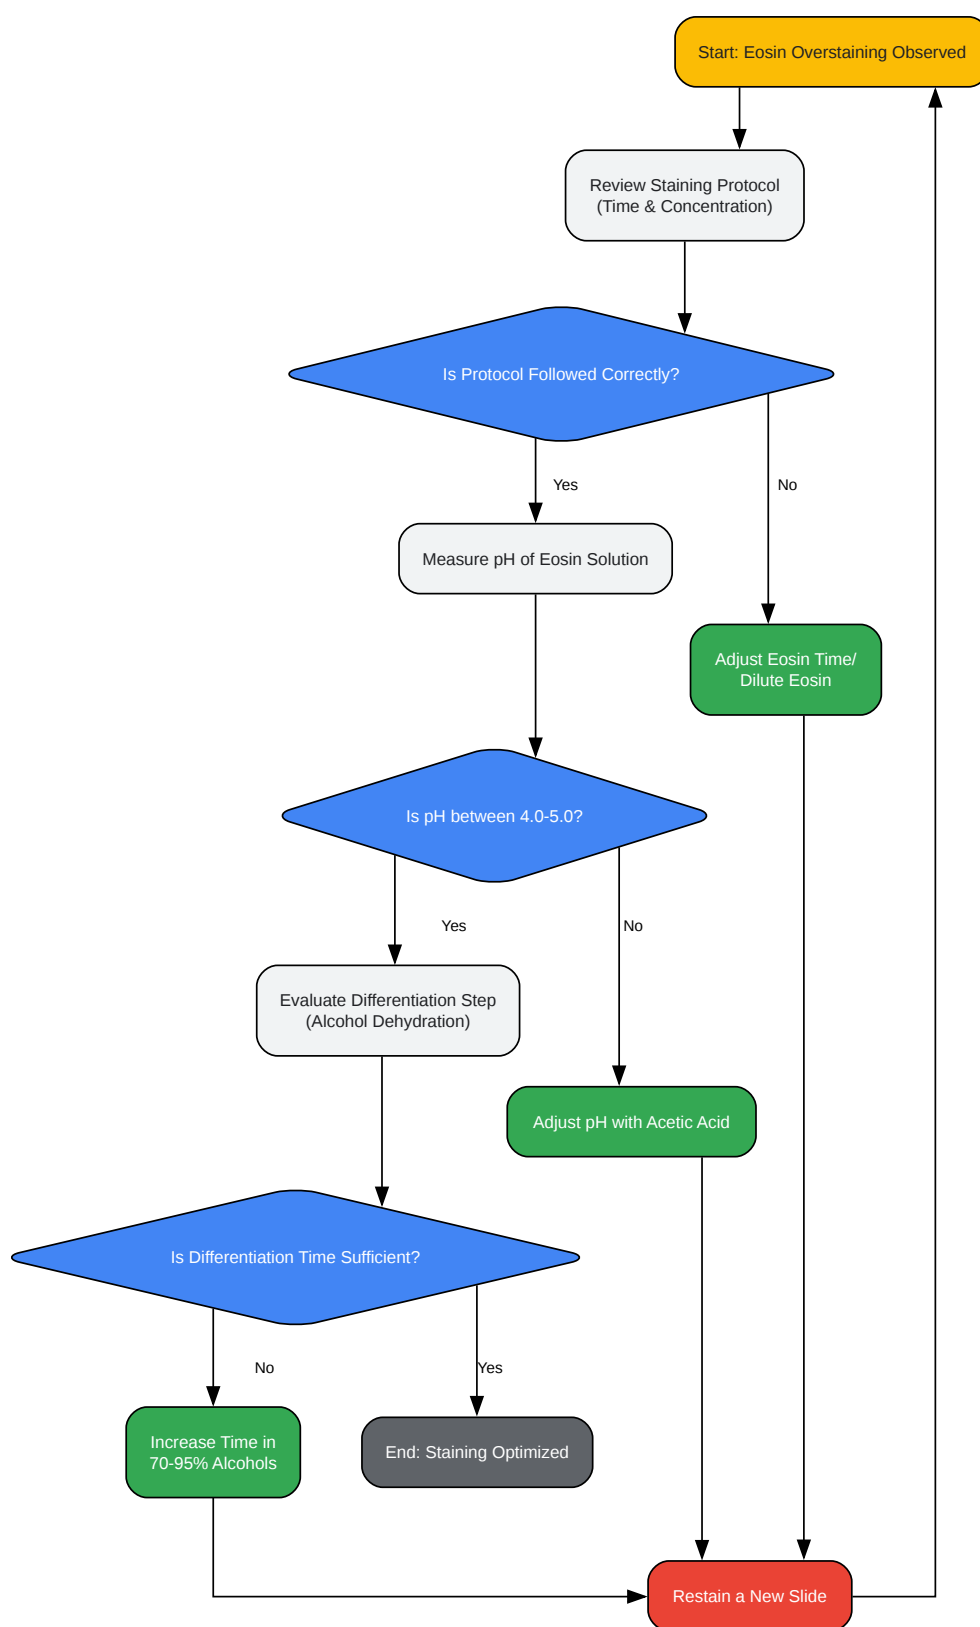 Start: Eosin Overstaining Observed
Review Staining Protocol
(Time & Concentration)
Is Protocol Followed Correctly?
Yes
No
Measure pH of Eosin Solution
Adjust Eosin Time/
Dilute Eosin
Is pH between 4.0-5.0?
Yes
No
Evaluate Differentiation Step
(Alcohol Dehydration)
Adjust pH with Acetic Acid
Is Differentiation Time Sufficient?
No
Yes
Increase Time in
70-95% Alcohols
End: Staining Optimized
Restain a New Slide